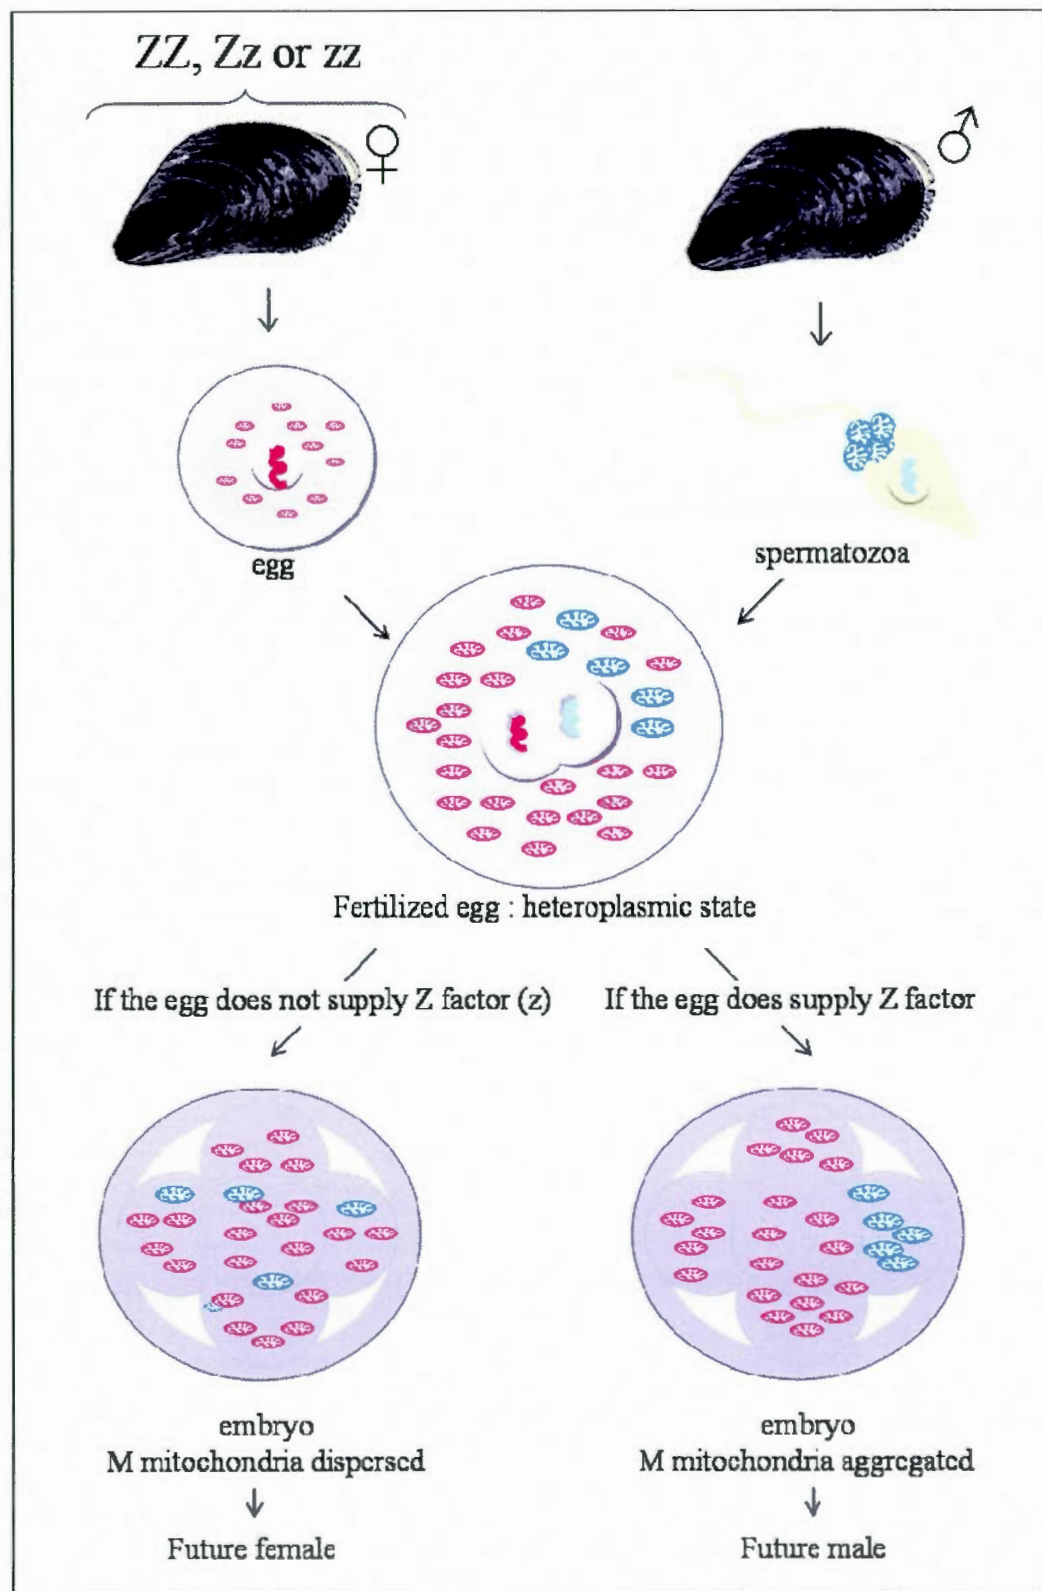 ZZ, Zz or zz
♀
♂
egg
spermatozoa
Fertilized egg : heteroplasmic state
If the egg does not supply Z factor (z)
If the egg does supply Z factor
embryo
M mitochondria dispersed
embryo
M mitochondria aggregated
Future female
Future male